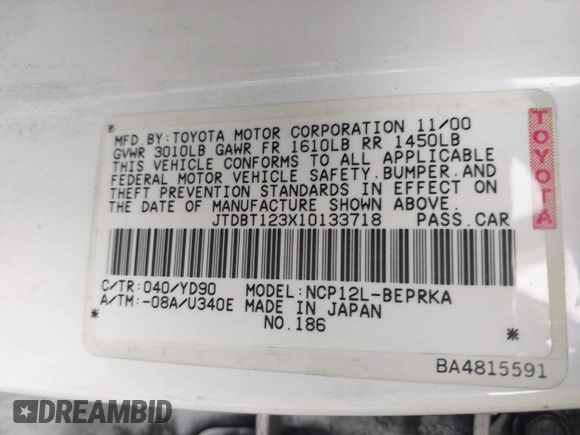 MFD.BY:TOYOTA MOTOR CORPORATION 11/00
GVWR 3010LB GAWR FR 1610LB RR 1450LB
THIS VEHICLE CONFORMS TO ALL APPLICABLE
FEDERAL MOTOR VEHICLE SAFETY.BUMPER.AND
THEFT PREVENTION STANDARDS IN EFFECT ON
THE DATE OF MANUFACTURE SHOWN ABOVE.
JTDBT123X10133718 PASS.CAR
C/TR:040/YD90 MODEL:NCP12L-BEPRKA
A/TM:-08A/U340E MADE IN JAPAN
NO.186
BA4815591
TOYOTA
DREAMBID